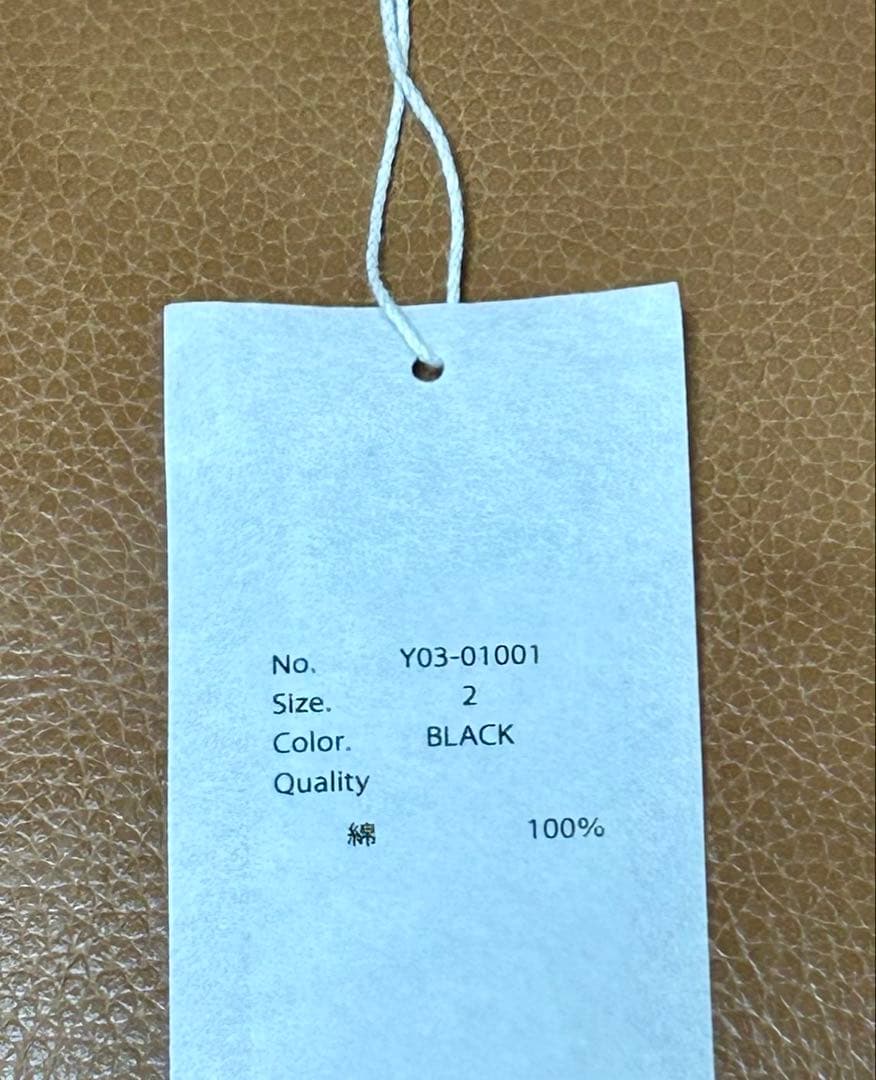 No. Y03-01001
Size. 2
Color. BLACK
Quality
綿 100%